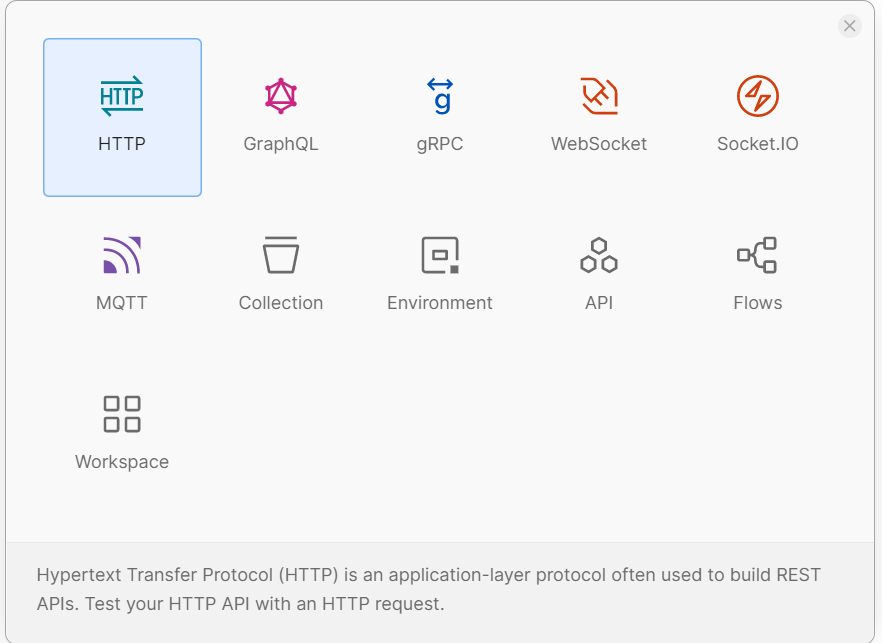 HTTP
g
HTTP GraphQL gRPC WebSocket Socket.IO
MQTT Collection Environment API Flows
Workspace
Hypertext Transfer Protocol (HTTP) is an application-layer protocol often used to build REST
APIs. Test your HTTP API with an HTTP request.